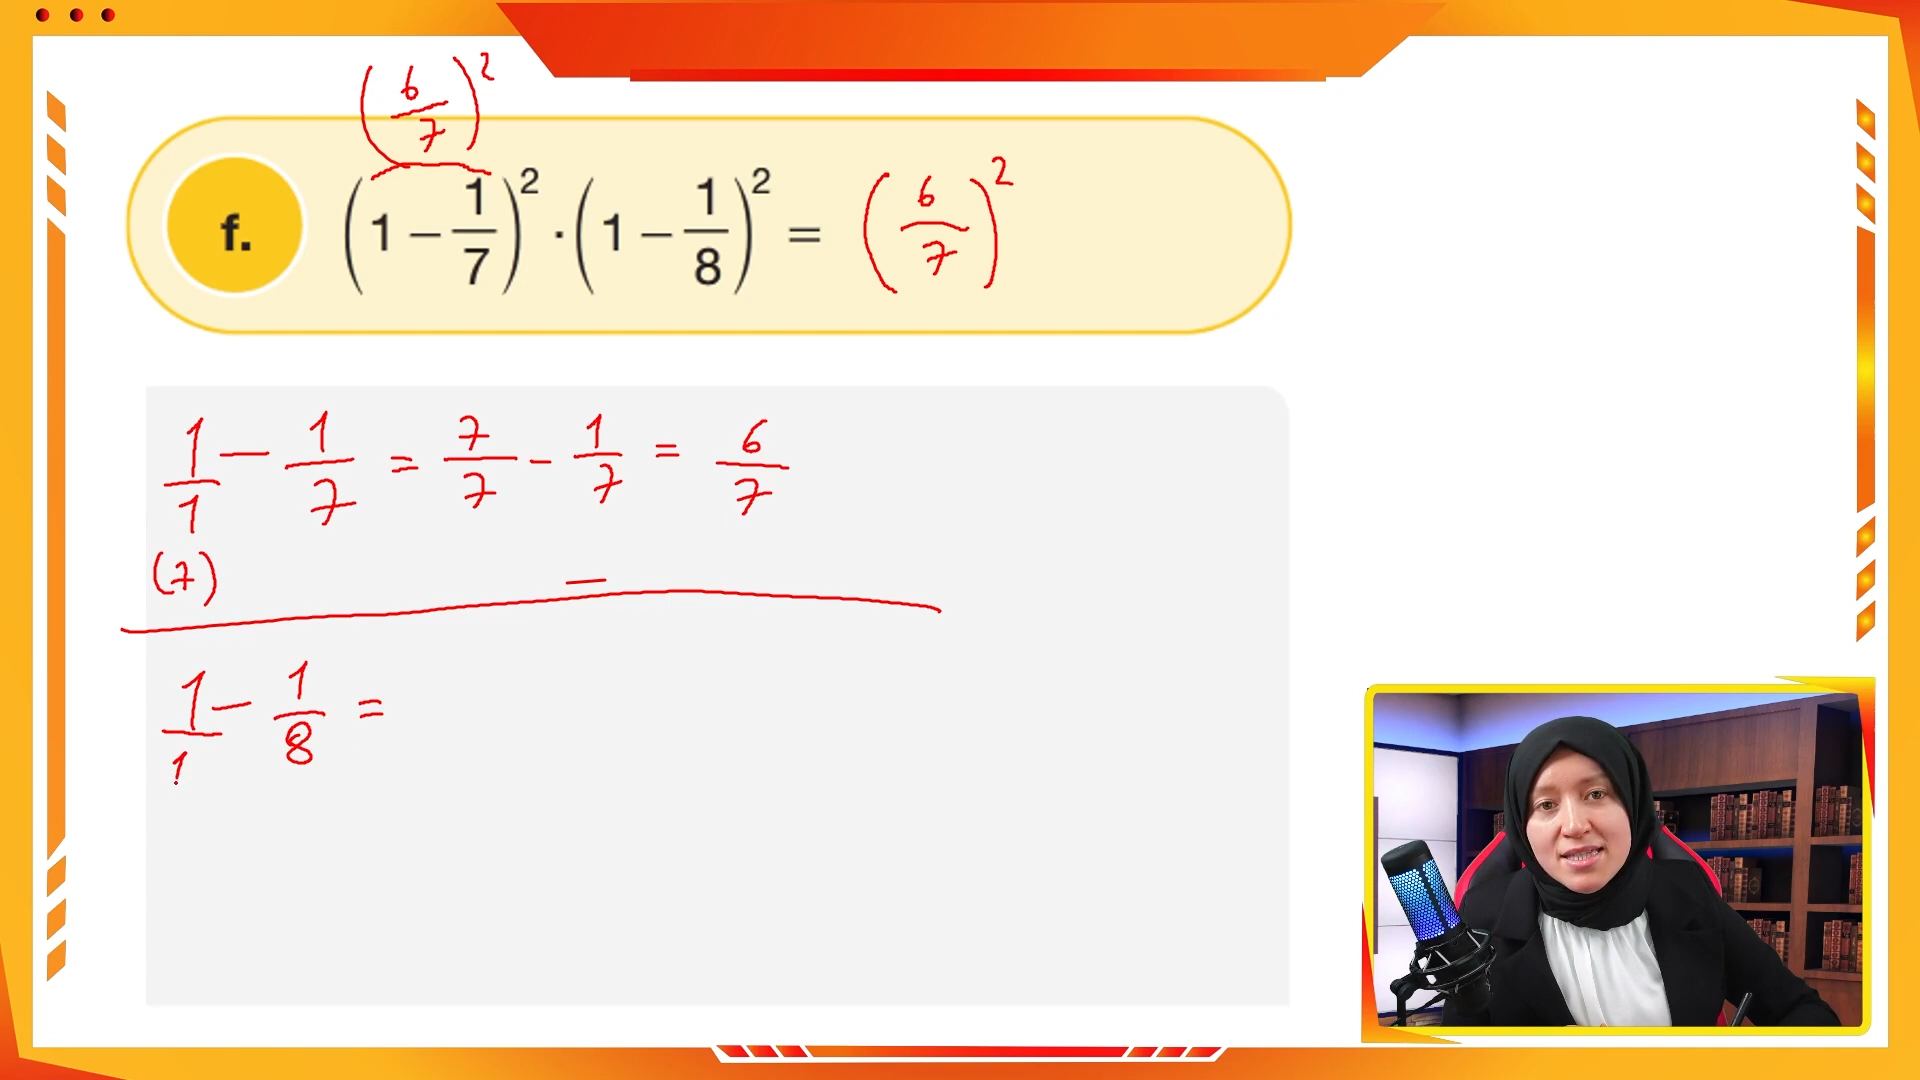 (6/7)²
f. (1 − 1/7)² · (1 − 1/8)² = (6/7)²
1/1 − 1/7 = 7/7 − 1/7 = 6/7
(7) −
1/1 − 1/8 =